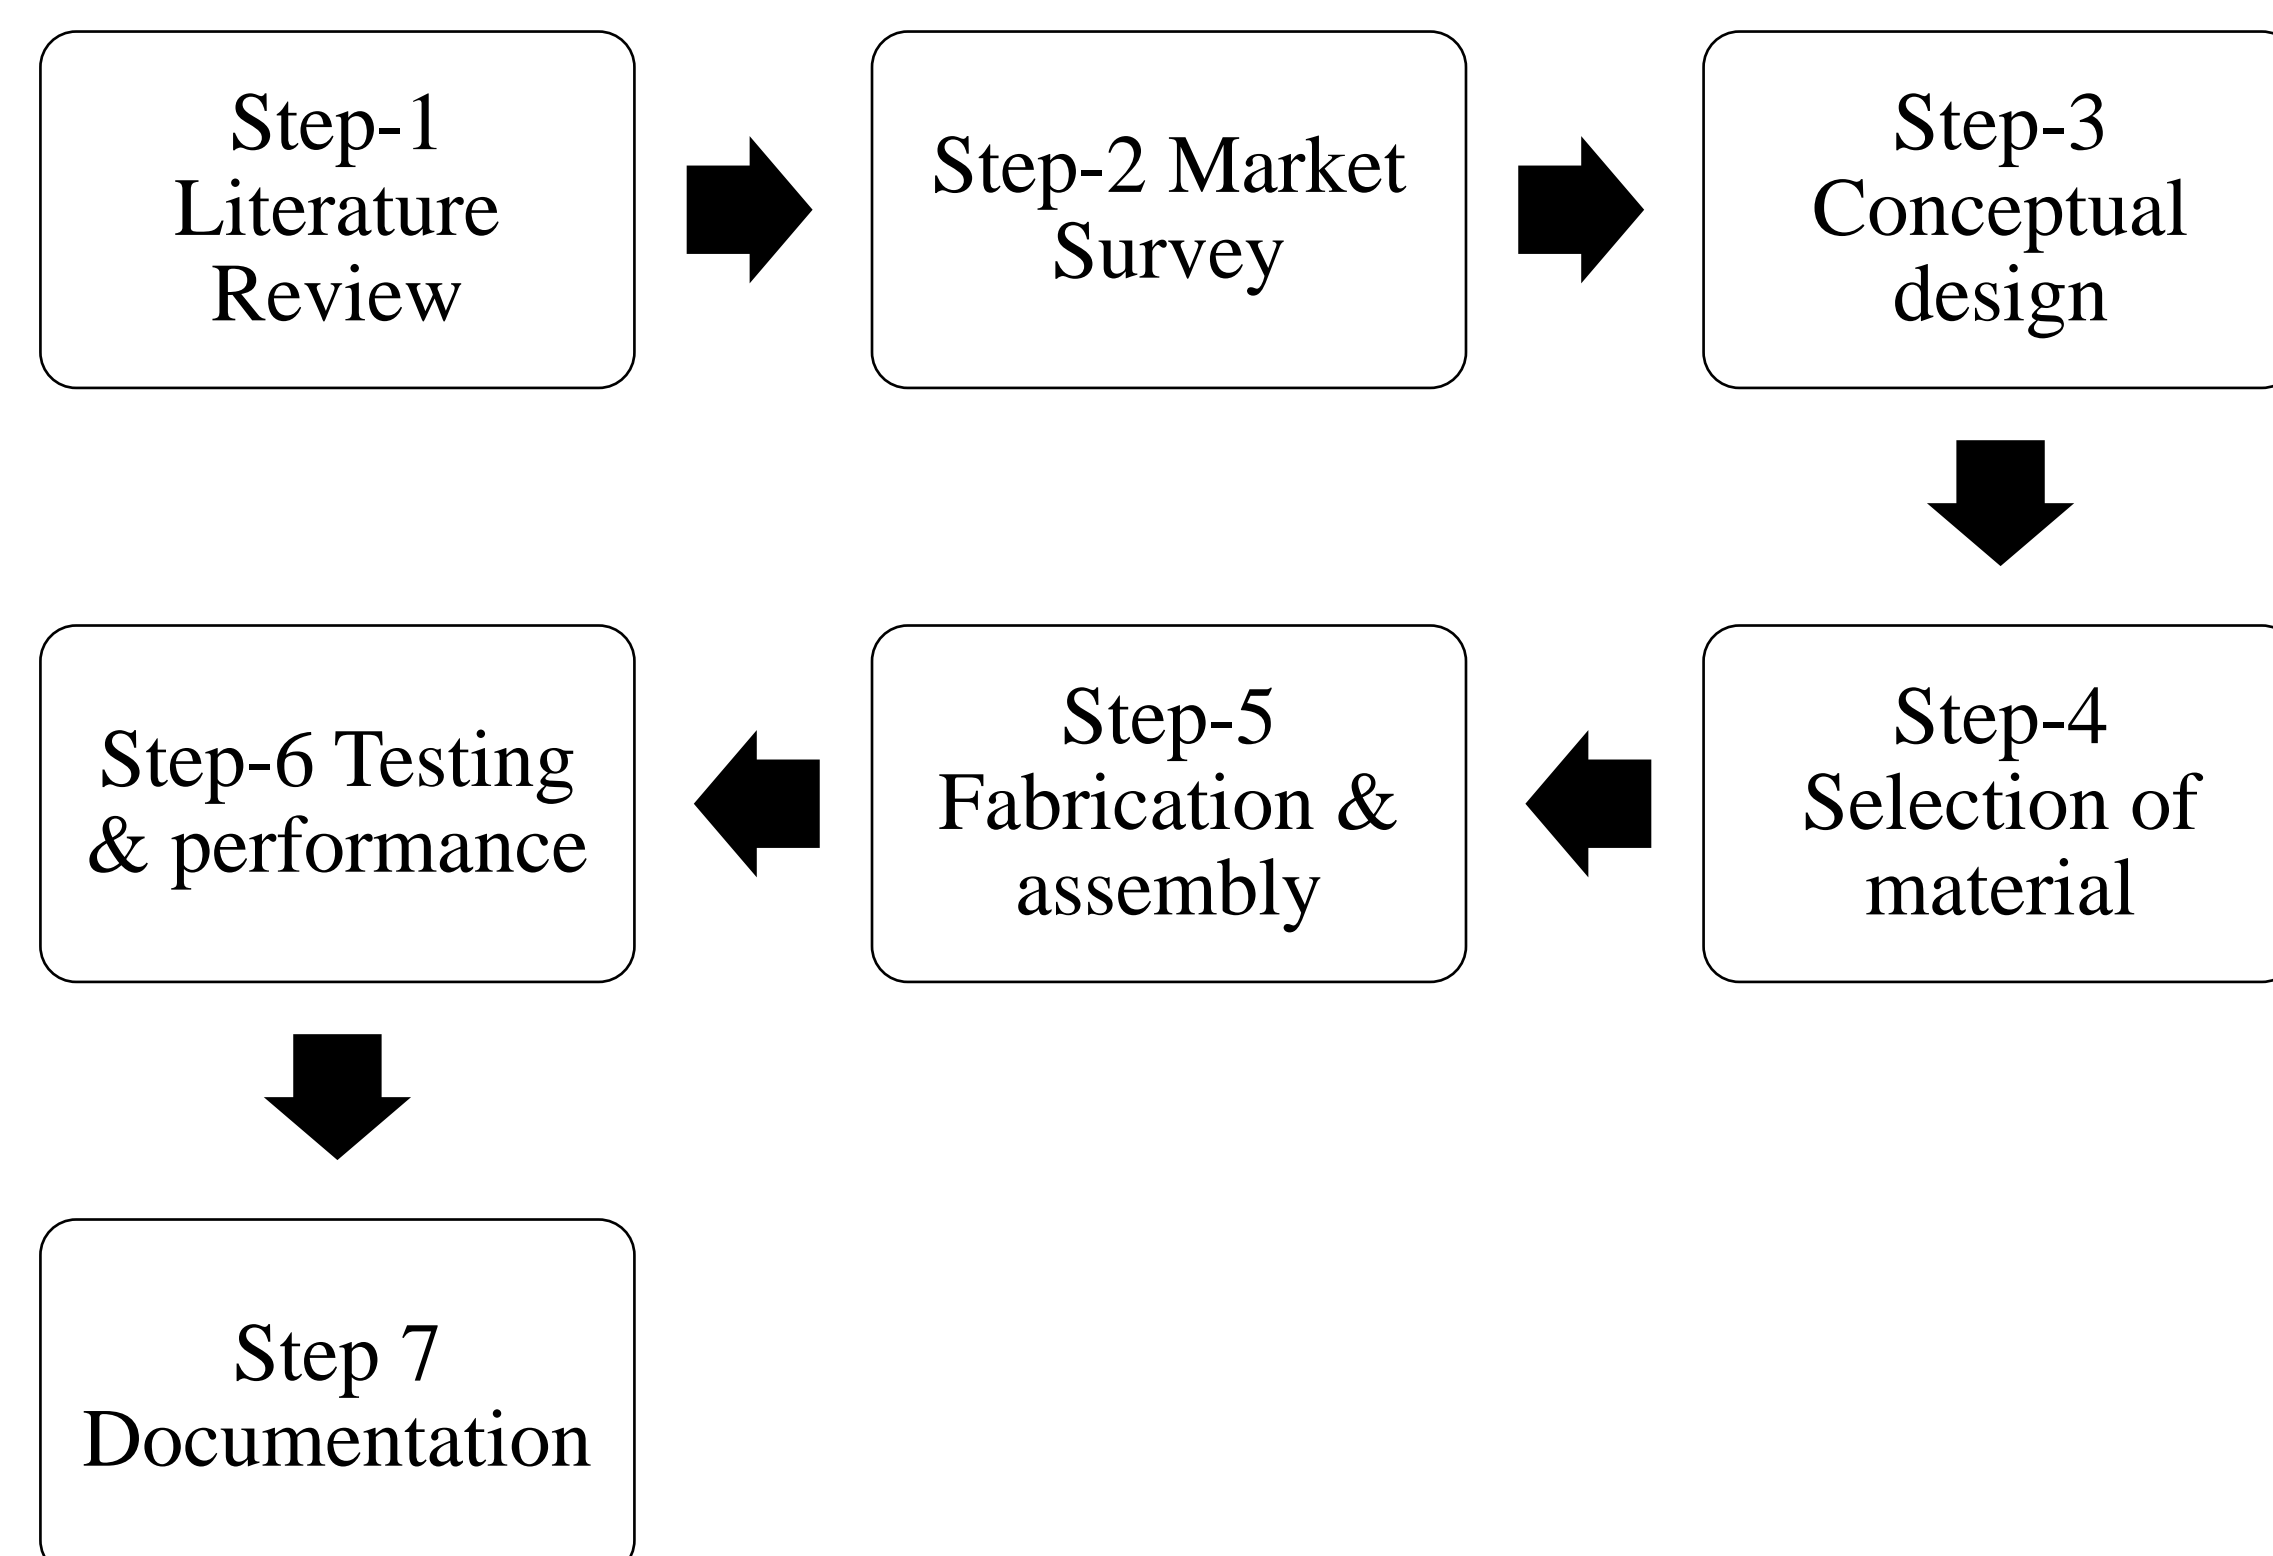 Step-1
Literature
Review
Step-2 Market
Survey
Step-3
Conceptual
design
Step-4
Selection of
material
Step-5
Fabrication &
assembly
Step-6 Testing
& performance
Step 7
Documentation